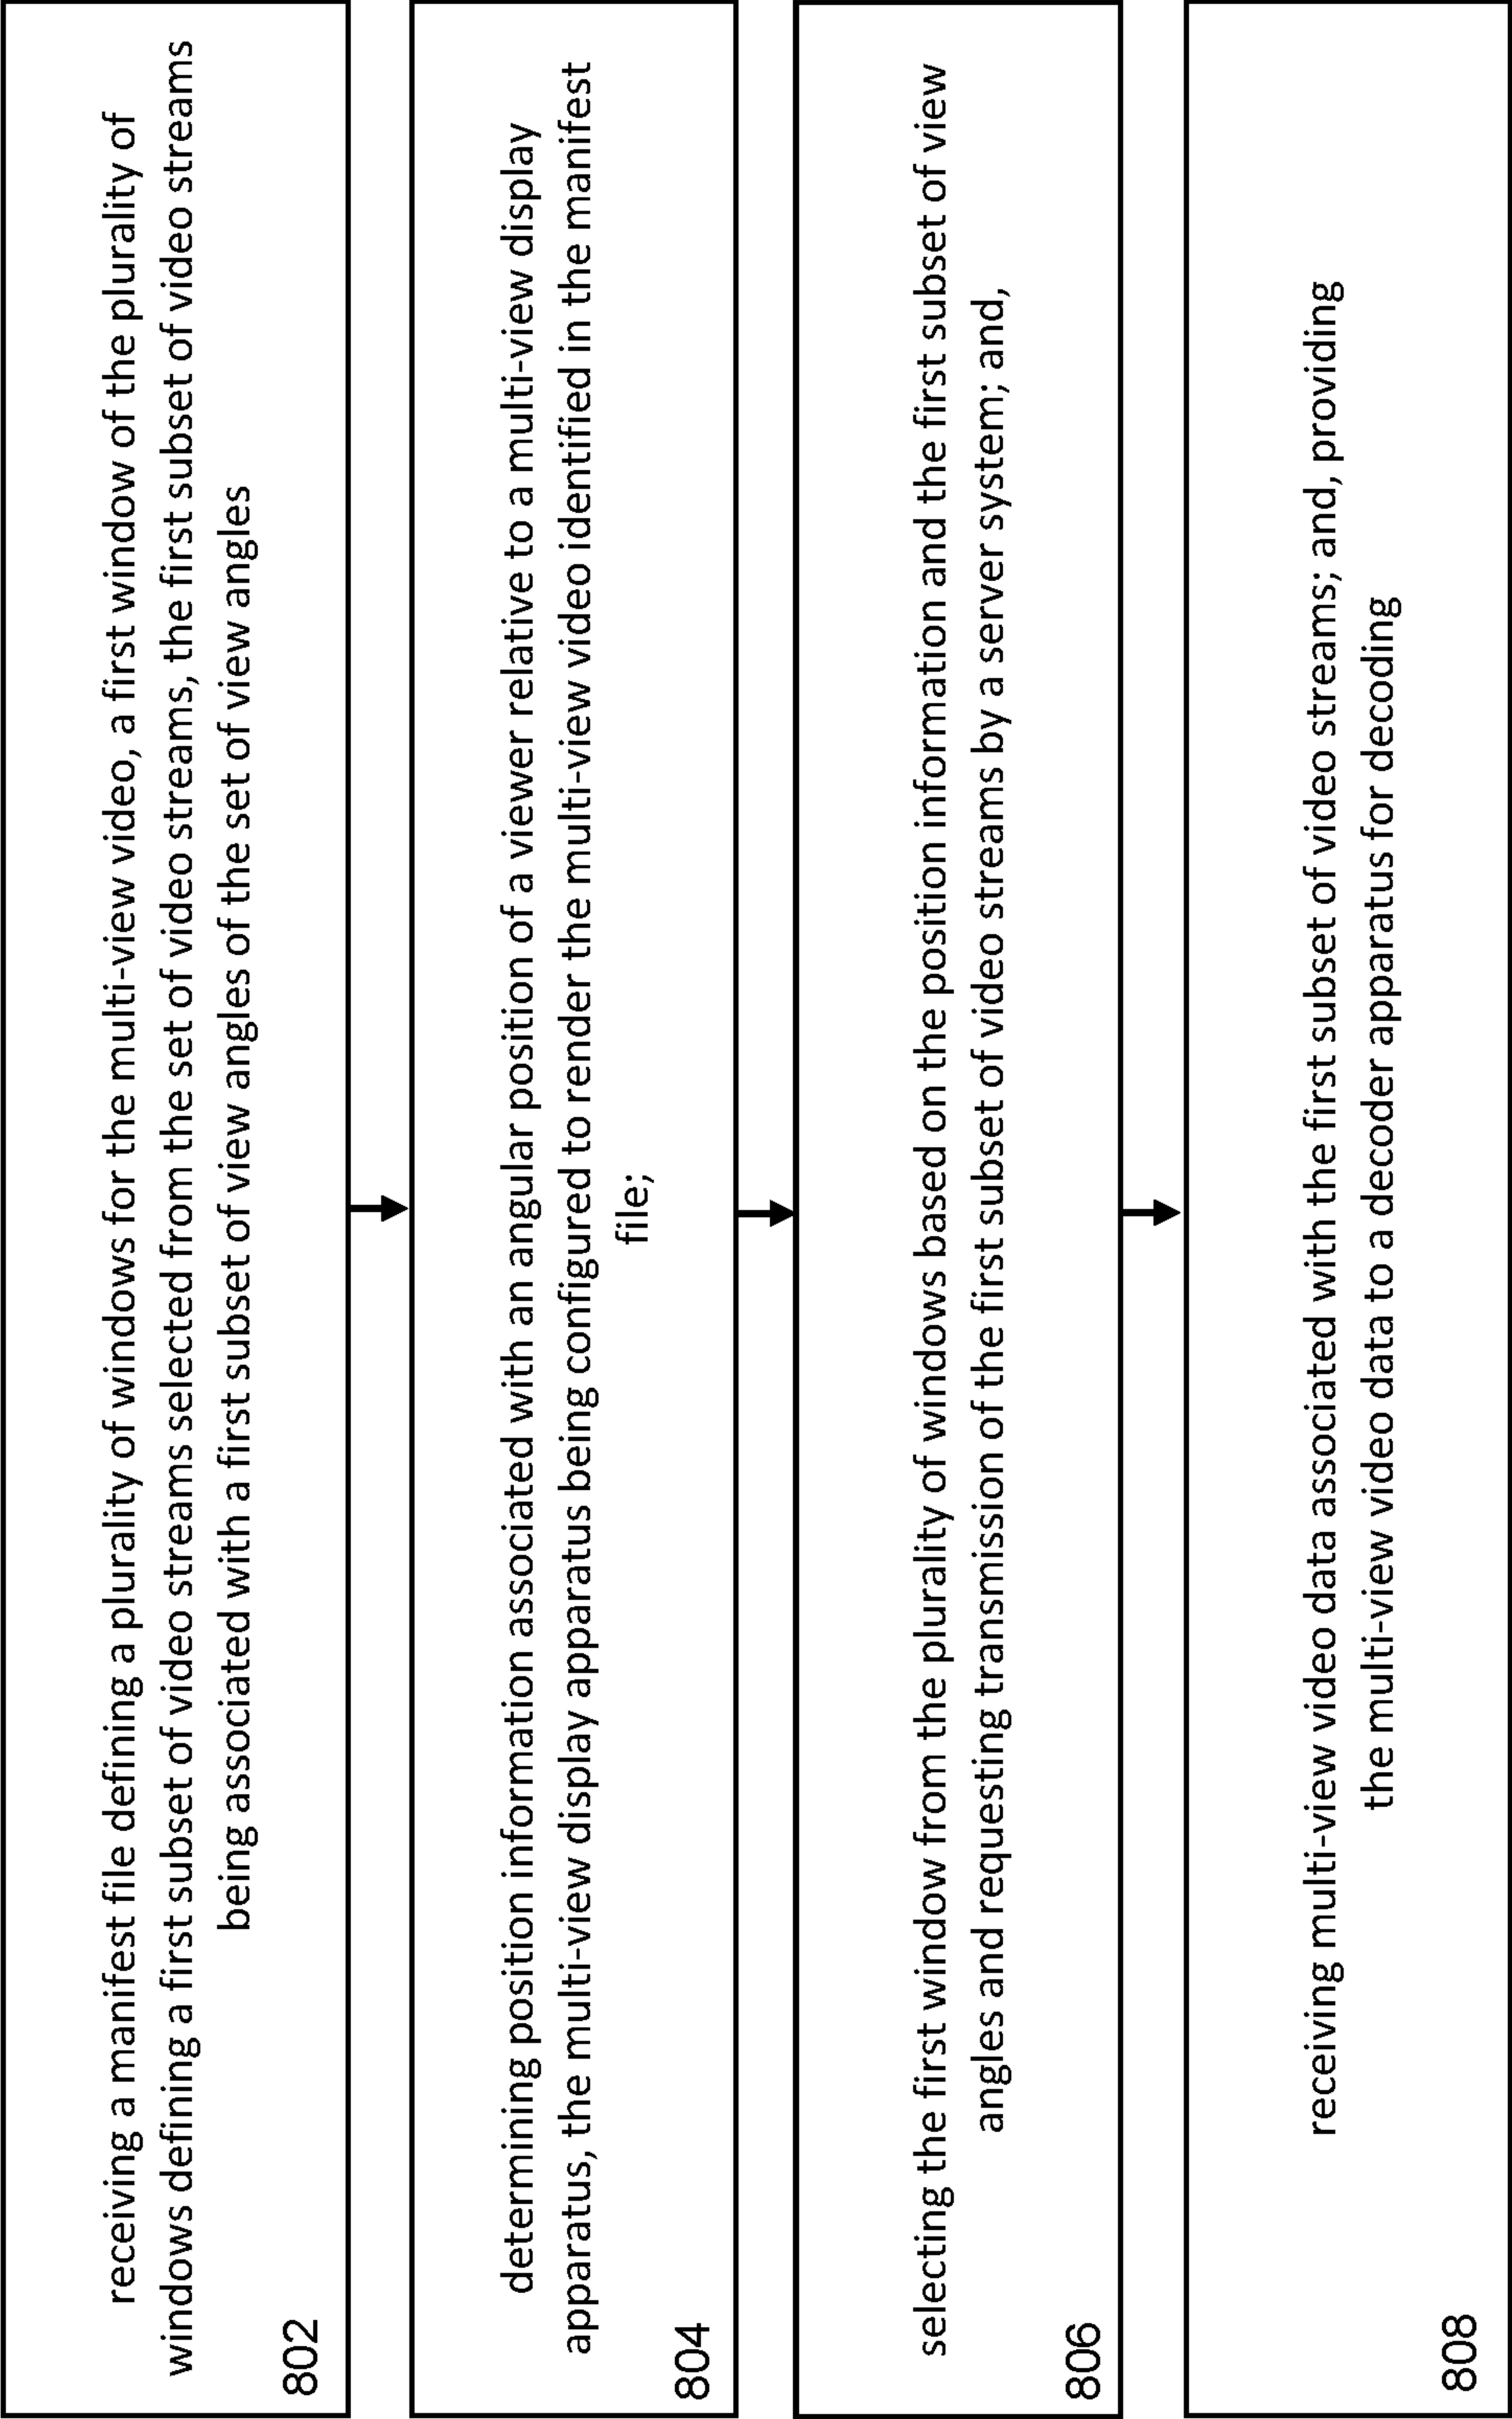 receiving a manifest file defining a plurality of windows for the multi-view video, a first window of the plurality of
windows defining a first subset of video streams selected from the set of video streams, the first subset of video streams
being associated with a first subset of view angles of the set of view angles
802
determining position information associated with an angular position of a viewer relative to a multi-view display
apparatus, the multi-view display apparatus being configured to render the multi-view video identified in the manifest
file;
804
selecting the first window from the plurality of windows based on the position information and the first subset of view
angles and requesting transmission of the first subset of video streams by a server system; and,
806
receiving multi-view video data associated with the first subset of video streams; and, providing
the multi-view video data to a decoder apparatus for decoding
808